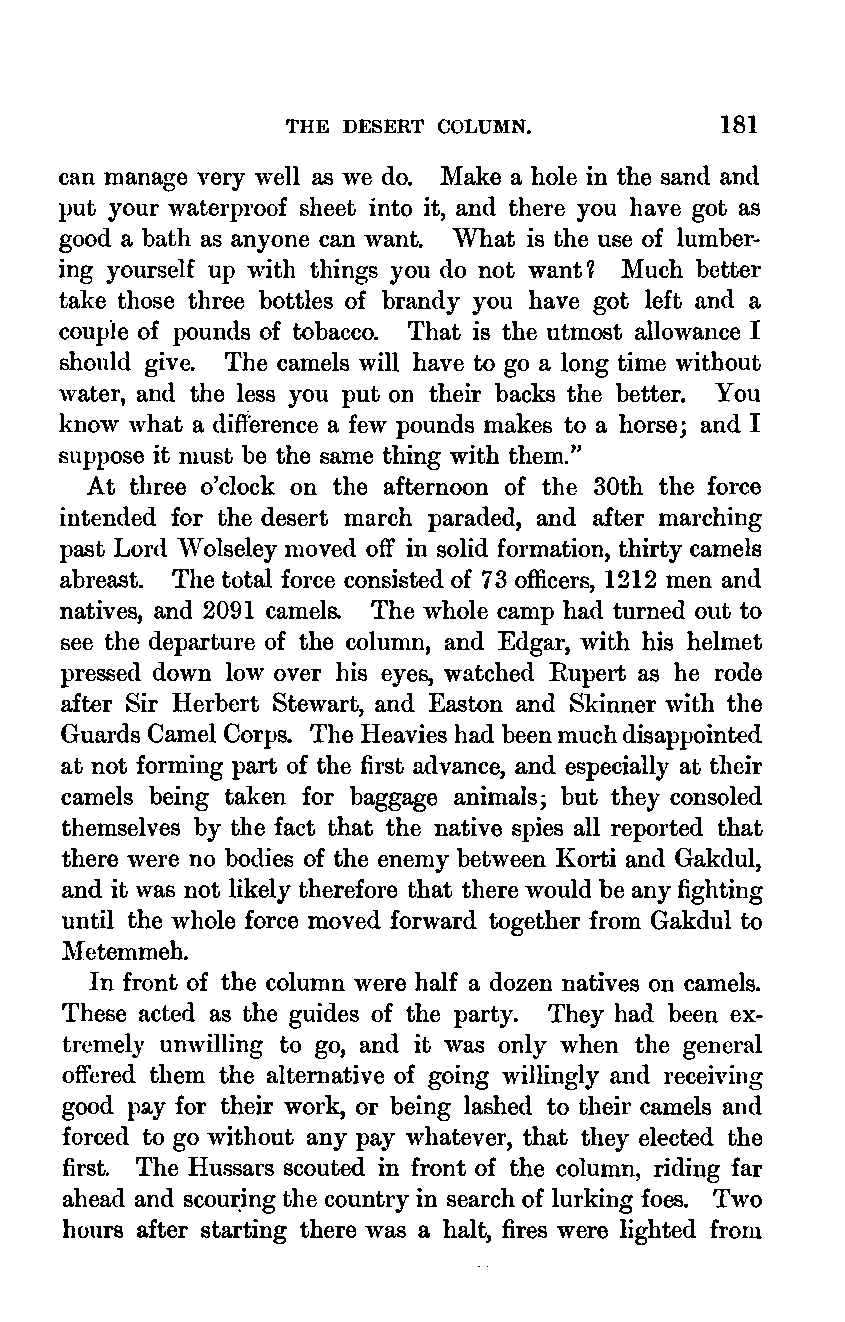 THE DESERT COLUMN. 181
can manage very well as we do. Make a hole in the sand and
put your waterproof sheet into it, and there you have got as
good a bath as anyone can want. What is the use of lumber-
ing yourself up with things you do not want? Much better
take those three bottles of brandy you have got left and a
couple of pounds of tobacco. That is the utmost allowance I
should give. The camels will have to go a long time without
water, and the less you put on their backs the better. You
know what a difference a few pounds makes to a horse; and I
suppose it must be the same thing with them."
At three o'clock on the afternoon of the 30th the force
intended for the desert march paraded, and after marching
past Lord Wolseley moved off in solid formation, thirty camels
abreast. The total force consisted of 73 officers, 1212 men and
natives, and 2091 camels. The whole camp had turned out to
see the departure of the column, and Edgar, with his helmet
pressed down low over his eyes, watched Rupert as he rode
after Sir Herbert Stewart, and Easton and Skinner with the
Guards Camel Corps. The Heavies had been much disappointed
at not forming part of the first advance, and especially at their
camels being taken for baggage animals; but they consoled
themselves by the fact that the native spies all reported that
there were no bodies of the enemy between Korti and Gakdul,
and it was not likely therefore that there would be any fighting
until the whole force moved forward together from Gakdul to
Metemmeh.
In front of the column were half a dozen natives on camels.
These acted as the guides of the party. They had been ex-
tremely unwilling to go, and it was only when the general
offered them the alternative of going willingly and receiving
good pay for their work, or being lashed to their camels and
forced to go without any pay whatever, that they elected the
first. The Hussars scouted in front of the column, riding far
ahead and scouring the country in search of lurking foes. Two
hours after starting there was a halt, fires were lighted from